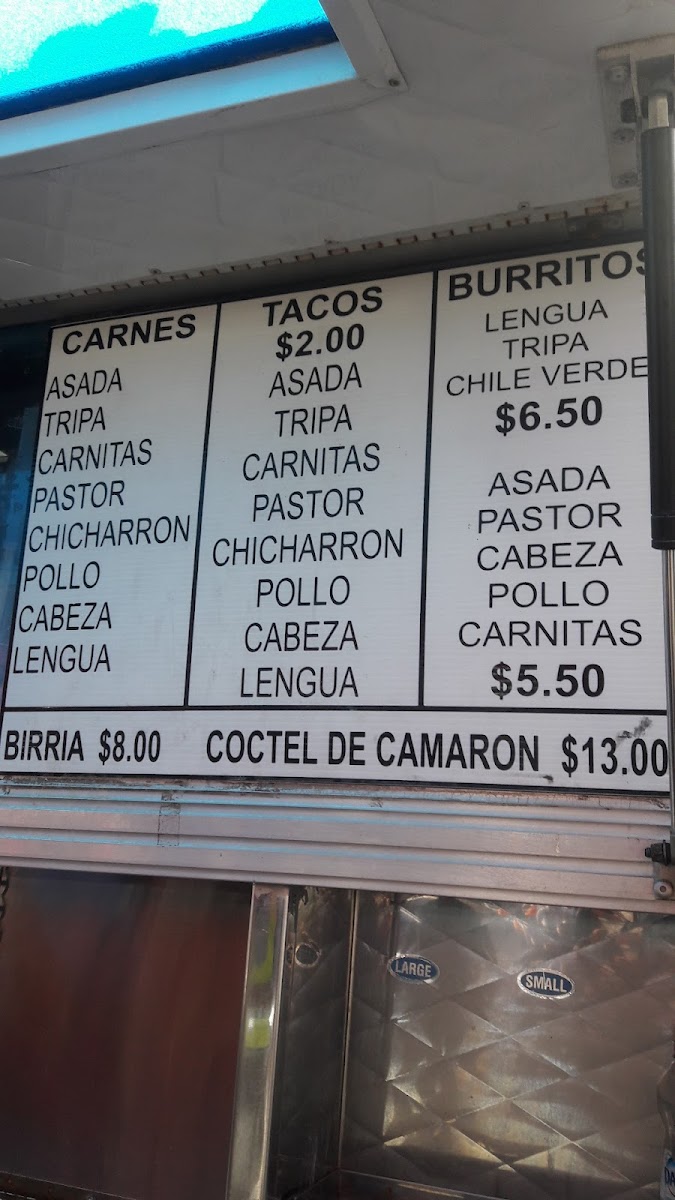 CARNES
ASADA
TRIPA
CARNITAS
PASTOR
CHICHARRON
POLLO
CABEZA
LENGUA
TACOS
$2.00
ASADA
TRIPA
CARNITAS
PASTOR
CHICHARRON
POLLO
CABEZA
LENGUA
BURRITOS
LENGUA
TRIPA
CHILE VERDE
$6.50
ASADA
PASTOR
CABEZA
POLLO
CARNITAS
$5.50
BIRRIA $8.00 COCTEL DE CAMARON $13.00
LARGE
SMALL